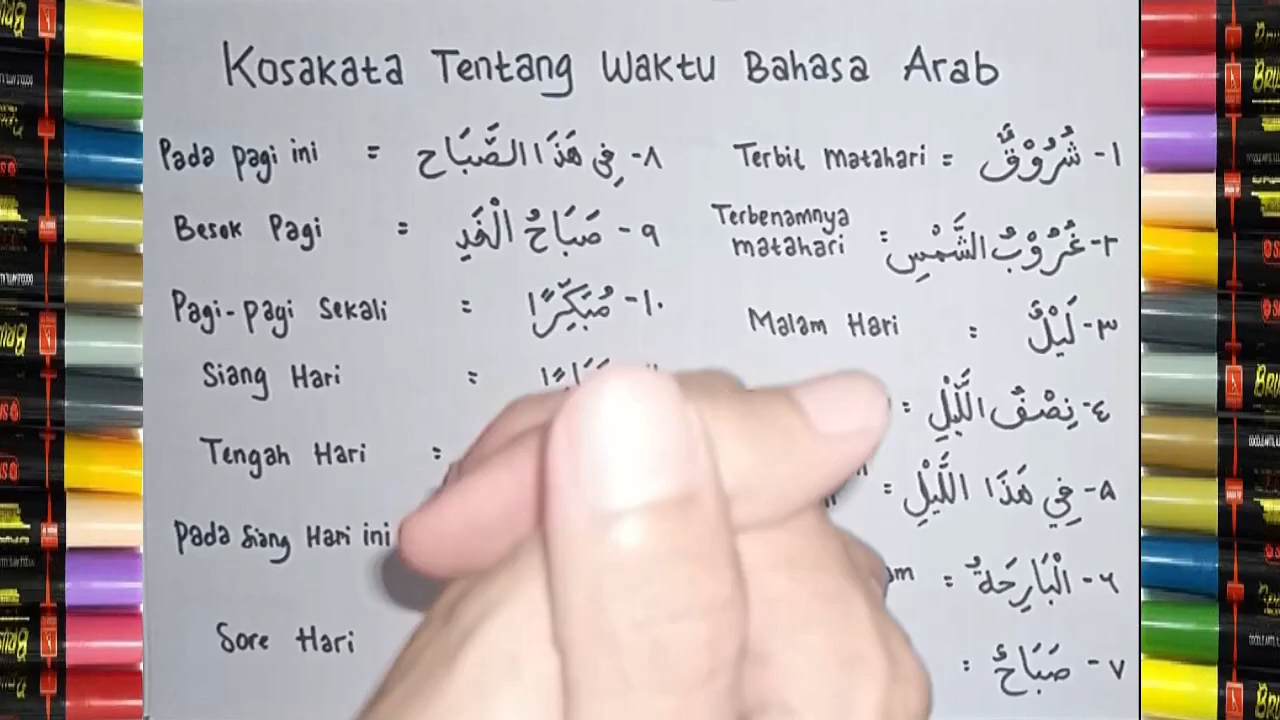 Kosakata Tentang Waktu Bahasa Arab
١- شُرُوْقٌ = Terbit Matahari
٢- غُرُوْبُ الشَّمْسِ : Terbenamnya matahari
٣- لَيْلٌ : Malam Hari
٤- نِصْفُ اللَّيْلِ :
٥- فِي هَذَا اللَّيْلِ :
٦- الْبَارِحَةُ :
٧- صَبَاحٌ :
٨- فِي هَذَا الصَّبَاحِ = Pada pagi ini
٩- صَبَاحُ الْغَدِ = Besok Pagi
١٠- مُبَكِّرًا : Pagi-pagi Sekali
Siang Hari :
Tengah Hari :
Pada Siang Hari ini
Sore Hari